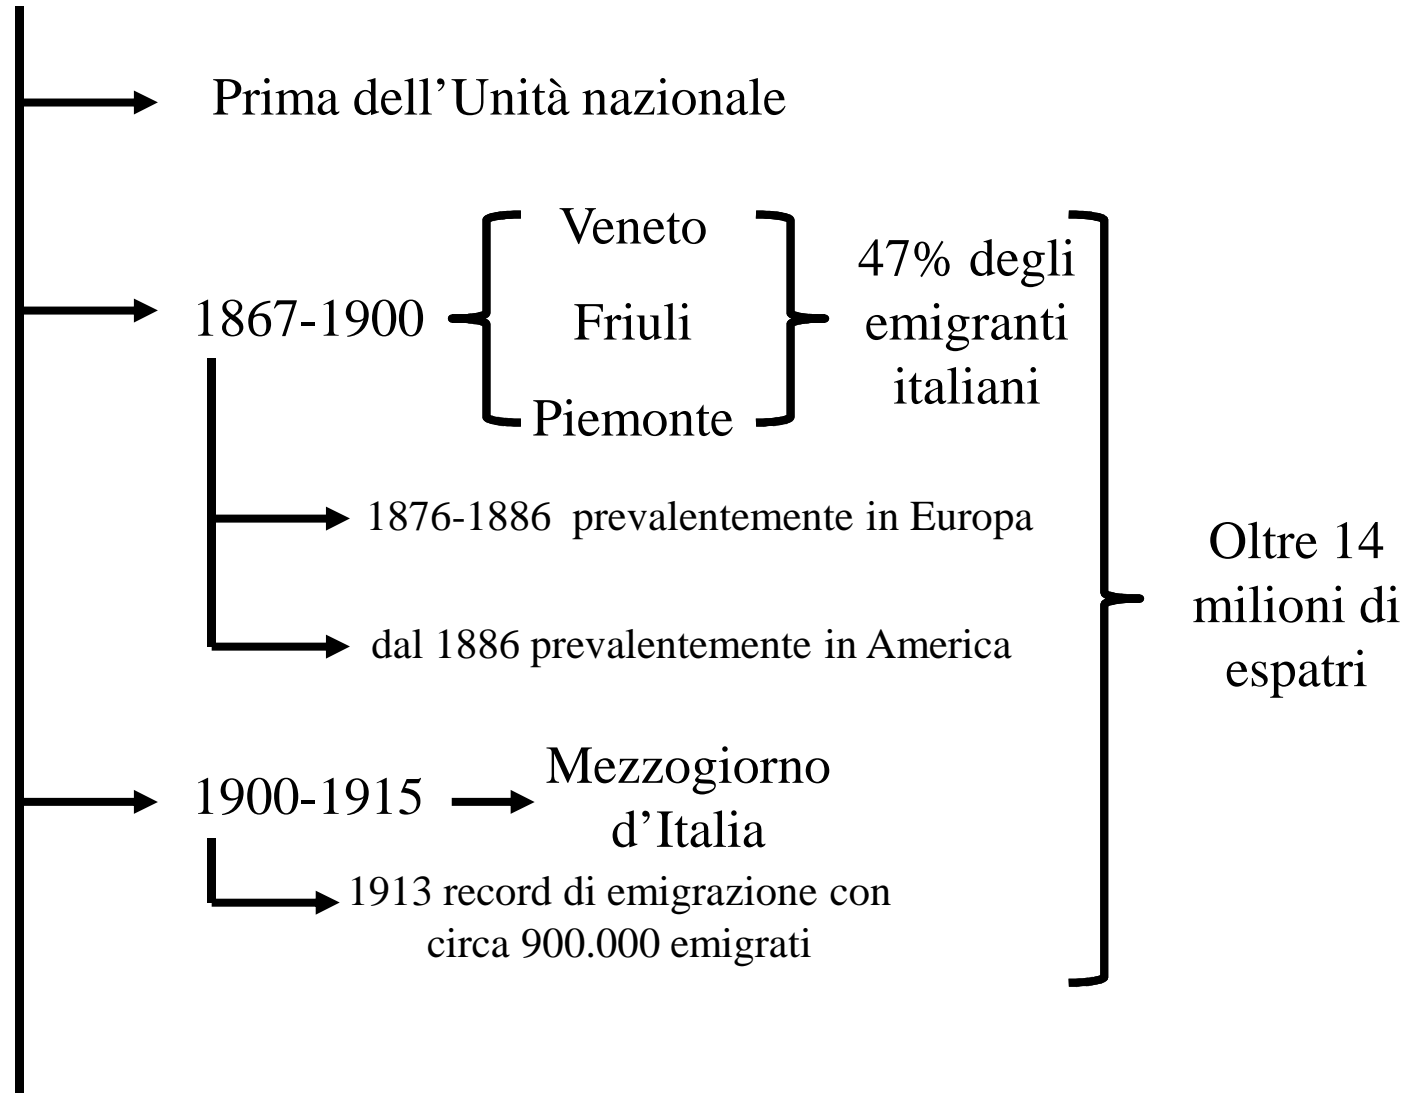 Prima dell’Unità nazionale
1867-1900
Veneto
Friuli
Piemonte
47% degli
emigranti
italiani
1876-1886  prevalentemente in Europa
dal 1886 prevalentemente in America
1900-1915
Mezzogiorno
d’Italia
1913 record di emigrazione con
circa 900.000 emigrati
Oltre 14
milioni di
espatri